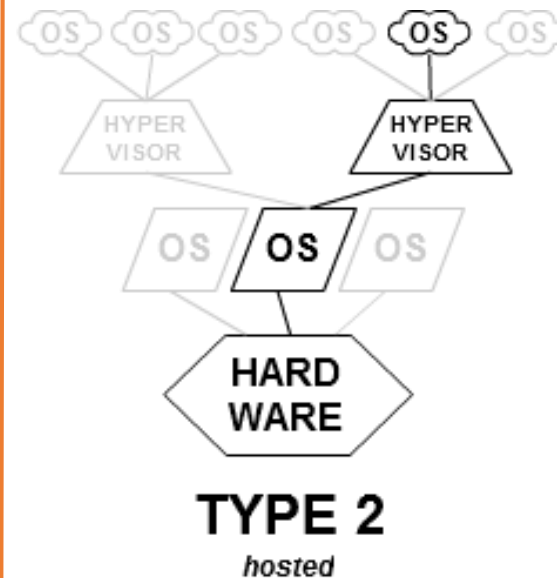 OS OS OS OS OS OS
HYPER HYPER
VISOR VISOR
OS OS OS
HARD
WARE
TYPE 2
hosted